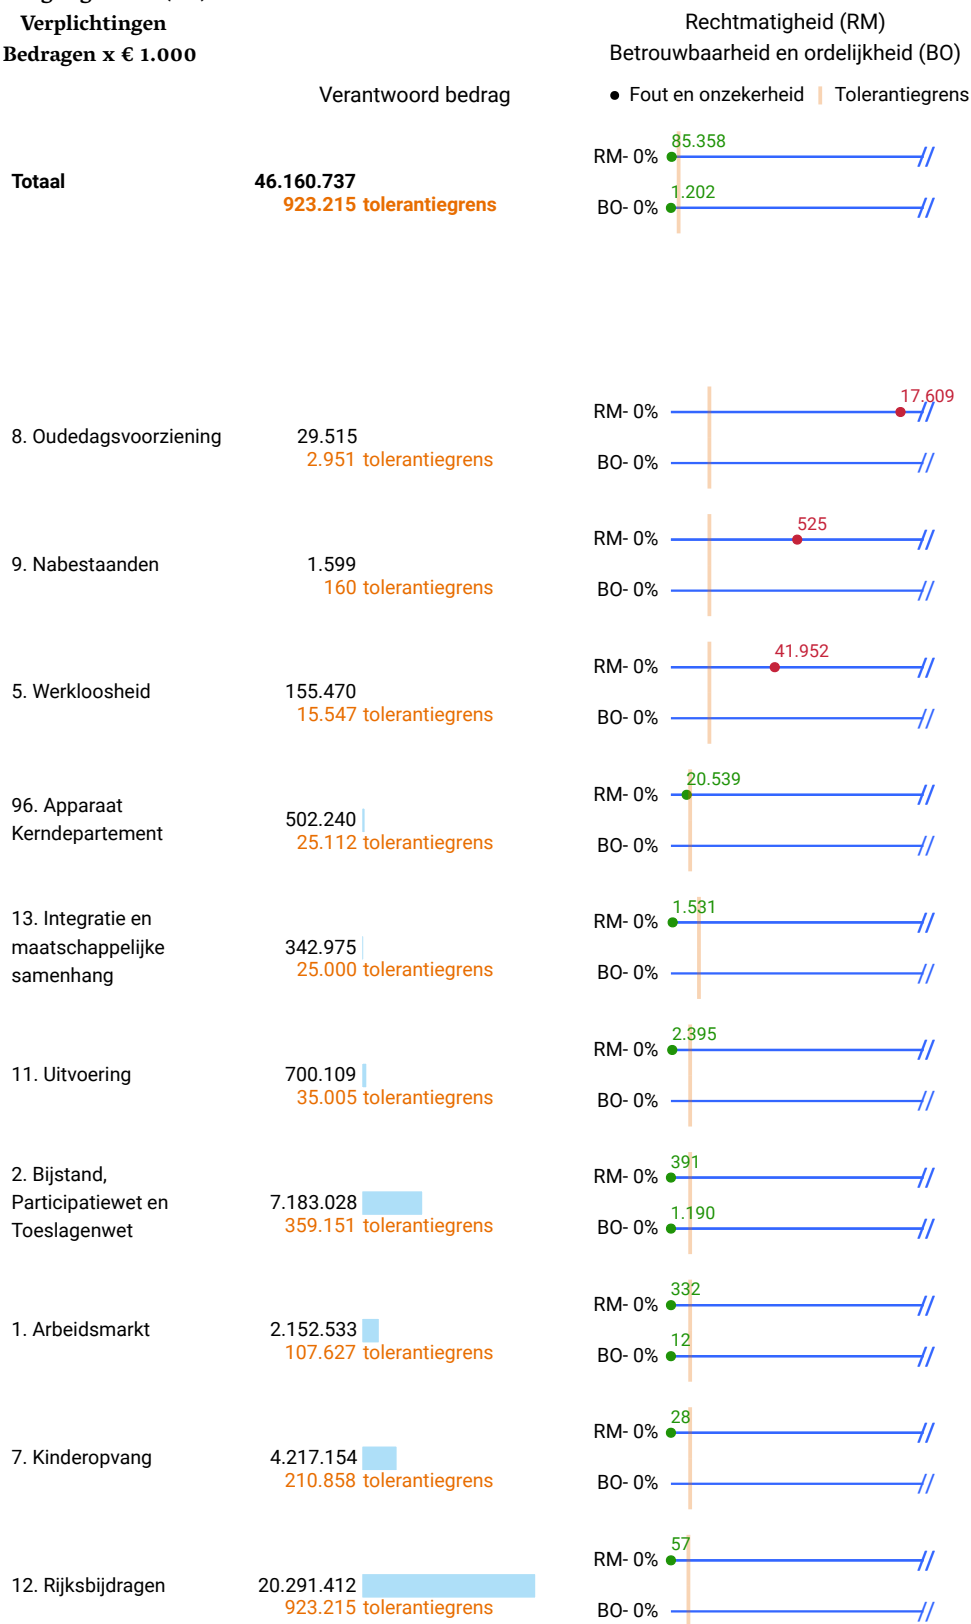 Verplichtingen
Bedragen x € 1.000
Rechtmatigheid (RM)
Betrouwbaarheid en ordelijkheid (BO)
Verantwoord bedrag
Fout en onzekerheid
Tolerantiegrens
Totaal
46.160.737
923.215 tolerantiegrens
RM- 0%
85.358
BO- 0%
1.202
8. Oudedagsvoorziening
29.515
2.951 tolerantiegrens
RM- 0%
17.609
BO- 0%
9. Nabestaanden
1.599
160 tolerantiegrens
RM- 0%
525
BO- 0%
5. Werkloosheid
155.470
15.547 tolerantiegrens
RM- 0%
41.952
BO- 0%
96. Apparaat
Kerndepartement
502.240
25.112 tolerantiegrens
RM- 0%
20.539
BO- 0%
13. Integratie en
maatschappelijke
samenhang
342.975
25.000 tolerantiegrens
RM- 0%
1.531
BO- 0%
11. Uitvoering
700.109
35.005 tolerantiegrens
RM- 0%
2.395
BO- 0%
2. Bijstand,
Participatiewet en
Toeslagenwet
7.183.028
359.151 tolerantiegrens
RM- 0%
391
BO- 0%
1.190
1. Arbeidsmarkt
2.152.533
107.627 tolerantiegrens
RM- 0%
332
BO- 0%
12
7. Kinderopvang
4.217.154
210.858 tolerantiegrens
RM- 0%
28
BO- 0%
12. Rijksbijdragen
20.291.412
923.215 tolerantiegrens
RM- 0%
57
BO- 0%